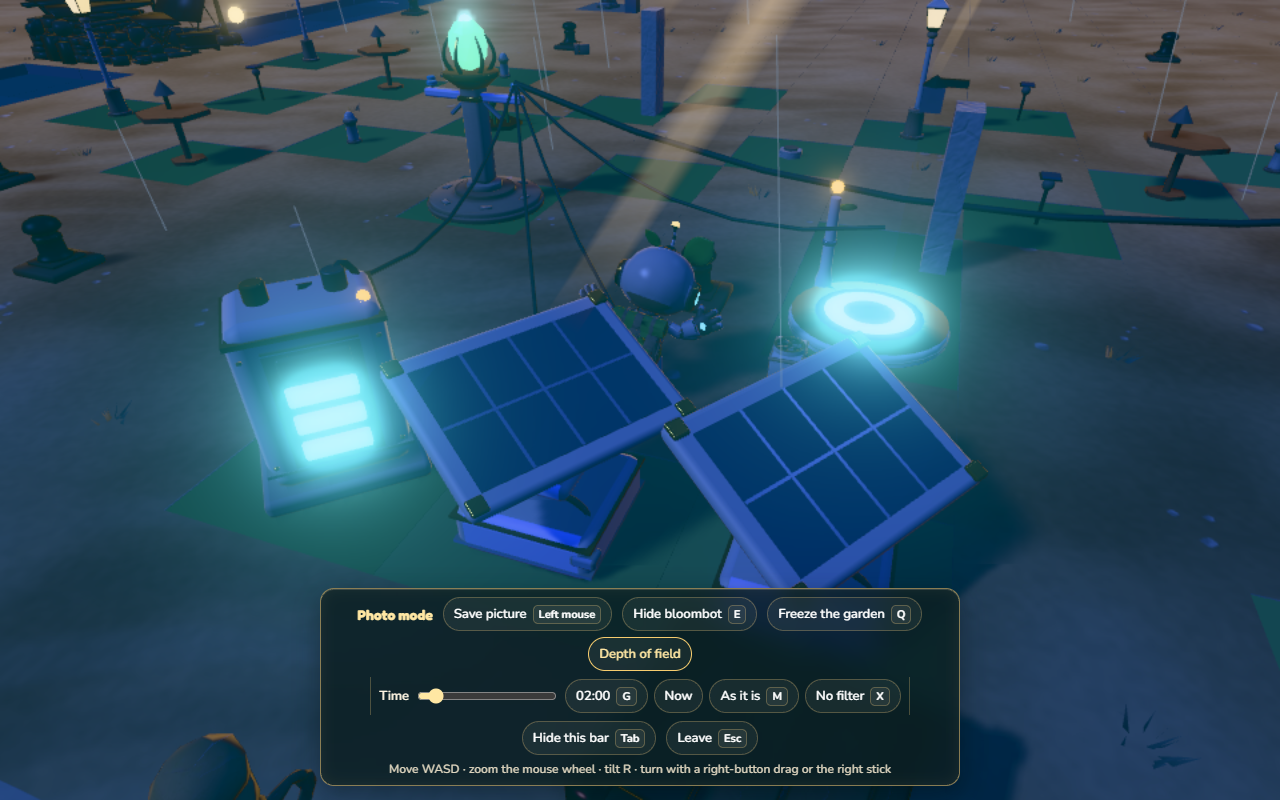 Photo mode Save picture Left mouse Hide bloombot E Freeze the garden Q
Depth of field
Time 02:00 G Now As it is M No filter X
Hide this bar Tab Leave Esc
Move WASD · zoom the mouse wheel · tilt R · turn with a right-button drag or the right stick